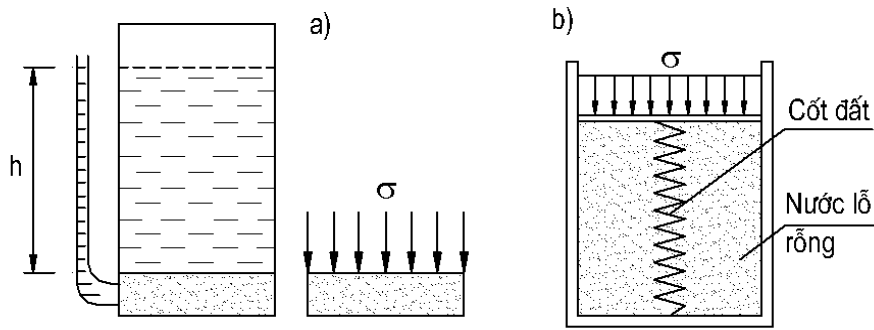 a)
h
σ
b)
σ
Cốt đất
Nước lỗ
rỗng